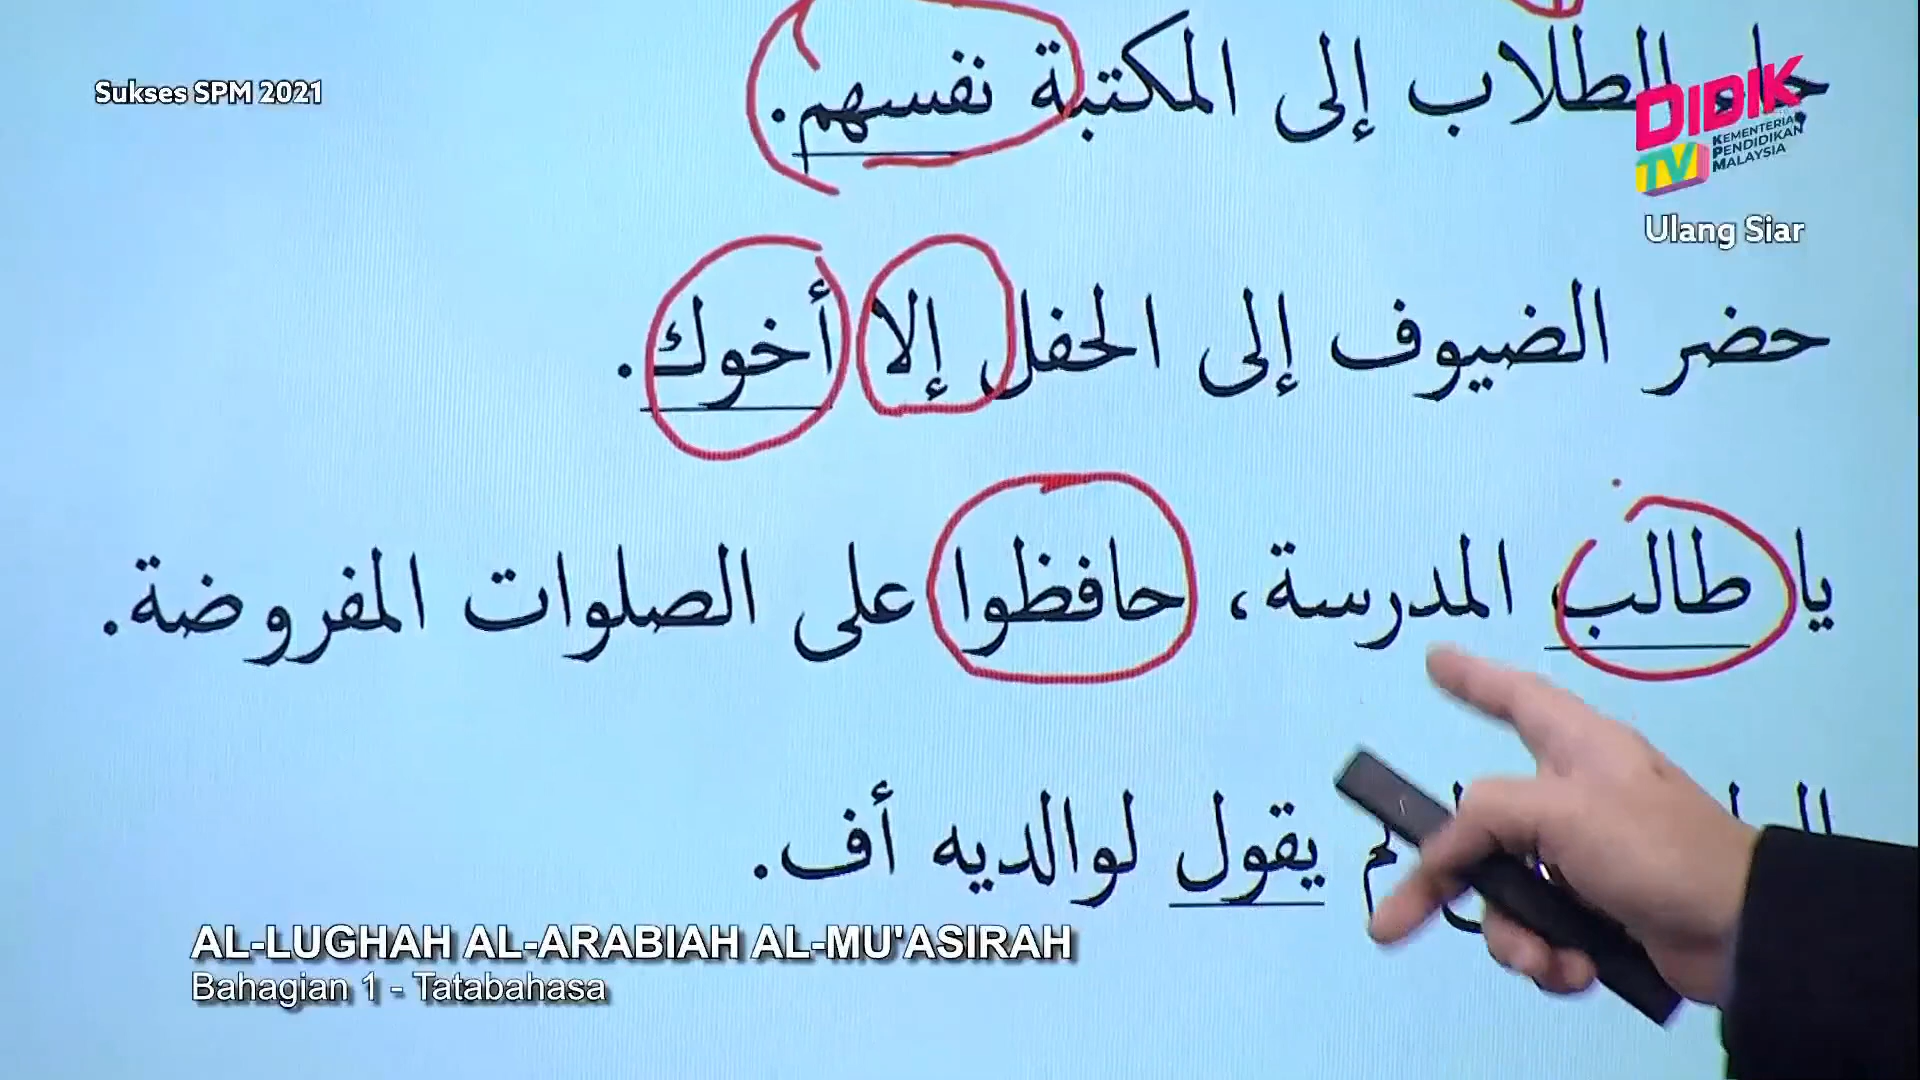 Sukses SPM 2021
جاء الطلاب إلى المكتبة نفسهم.
DIDIK
TV
KEMENTERIAN
PENDIDIKAN
MALAYSIA
Ulang Siar
حضر الضيوف إلى الحفل إلا أخوك.
يا طالب المدرسة، حافظوا على الصلوات المفروضة.
لم يقول لوالديه أف.
AL-LUGHAH AL-ARABIAH AL-MU'ASIRAH
Bahagian 1 - Tatabahasa